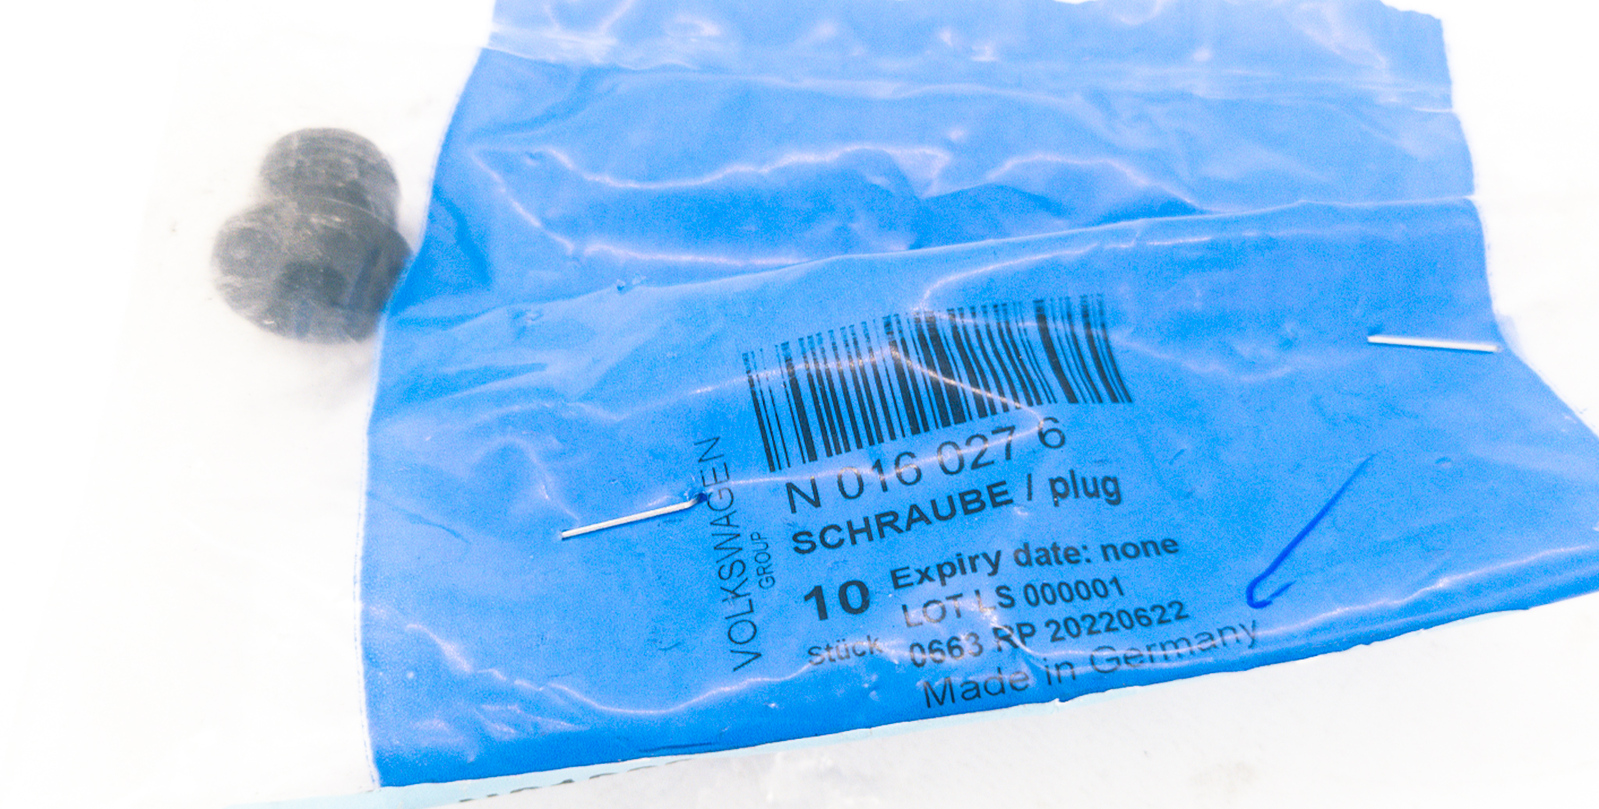 N 016 027 6
SCHRAUBE / plug
Expiry date: none
10
LOT LS 000001
Stück
0663 RP 20220622
Made in Germany
VOLKSWAGEN
GROUP